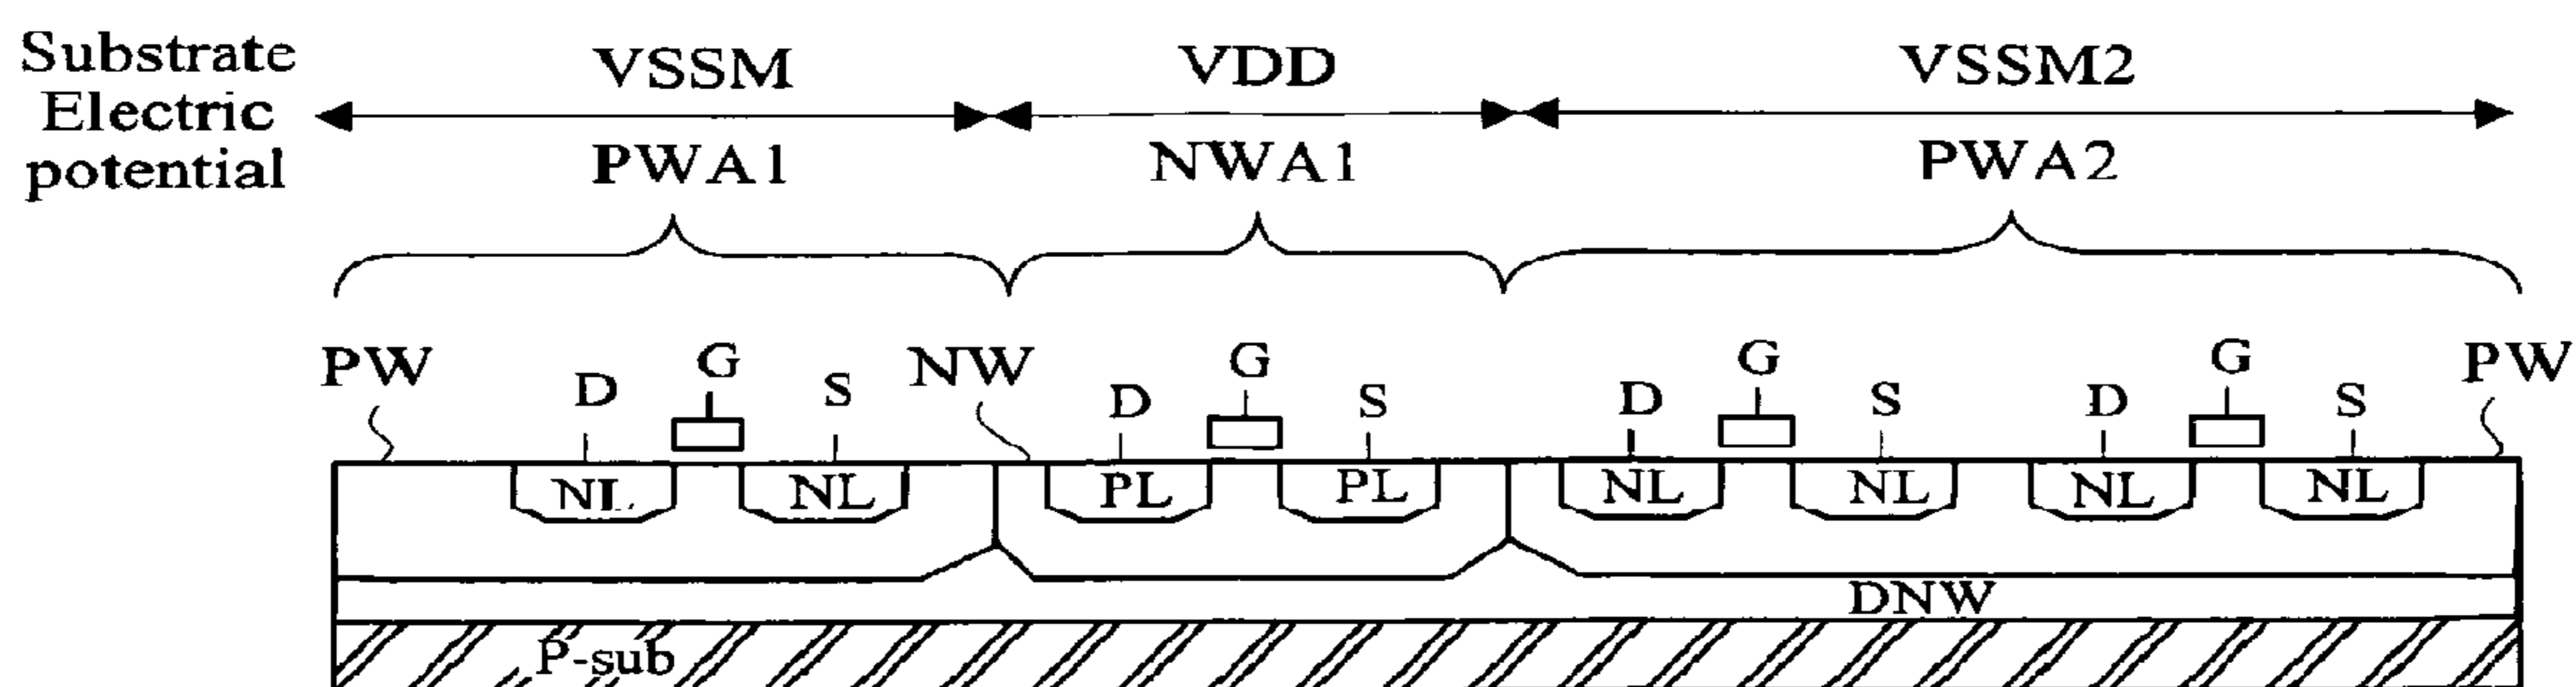 Substrate
Electric
potential
VSSM VDD VSSM2
PWA1 NWA1 PWA2
PW D G S NW D G S D G S D G S PW
NL NL PL PL NL NL NL NL
DNW
P-sub